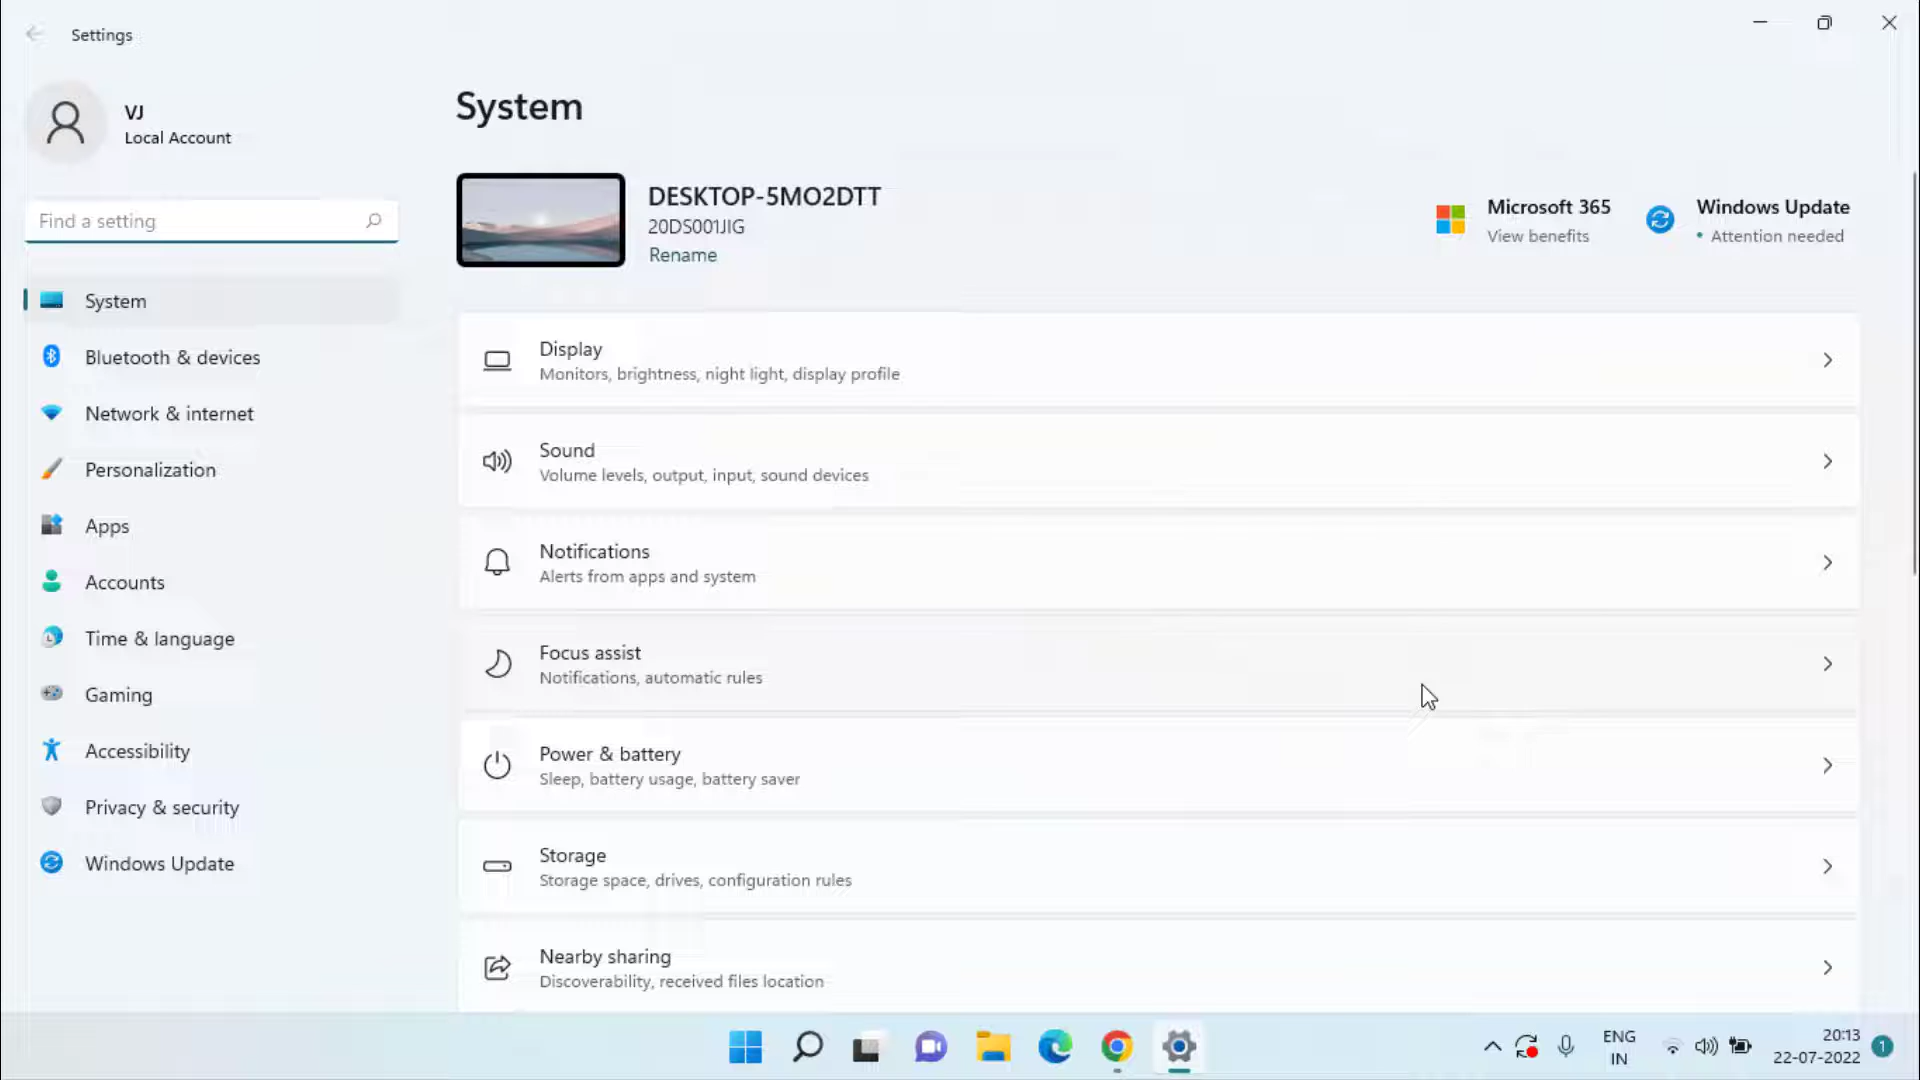 Settings
VJ
Local Account
Find a setting
System
Bluetooth & devices
Network & internet
Personalization
Apps
Accounts
Time & language
Gaming
Accessibility
Privacy & security
Windows Update
System
DESKTOP-5MO2DTT
20DS001JIG
Rename
Microsoft 365
View benefits
Windows Update
• Attention needed
Display
Monitors, brightness, night light, display profile
Sound
Volume levels, output, input, sound devices
Notifications
Alerts from apps and system
Focus assist
Notifications, automatic rules
Power & battery
Sleep, battery usage, battery saver
Storage
Storage space, drives, configuration rules
Nearby sharing
Discoverability, received files location
ENG
IN
20:13
22-07-2022
1